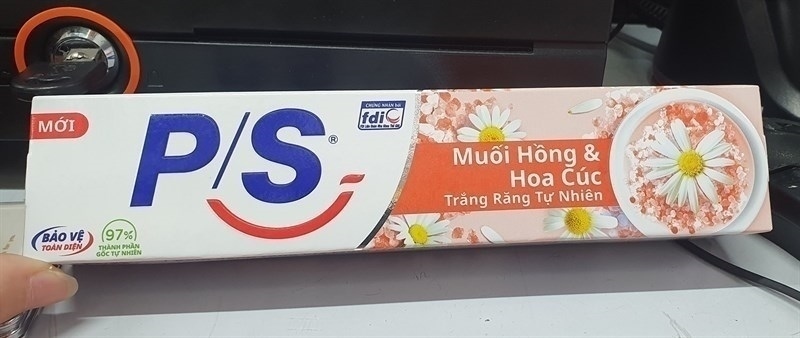 MỚI
P/S®
CHỨNG NHẬN bởi
fdi
BẢO VỆ
TOÀN DIỆN
97%
THÀNH PHẦN
GỐC TỰ NHIÊN
Muối Hồng &
Hoa Cúc
Trắng Răng Tự Nhiên